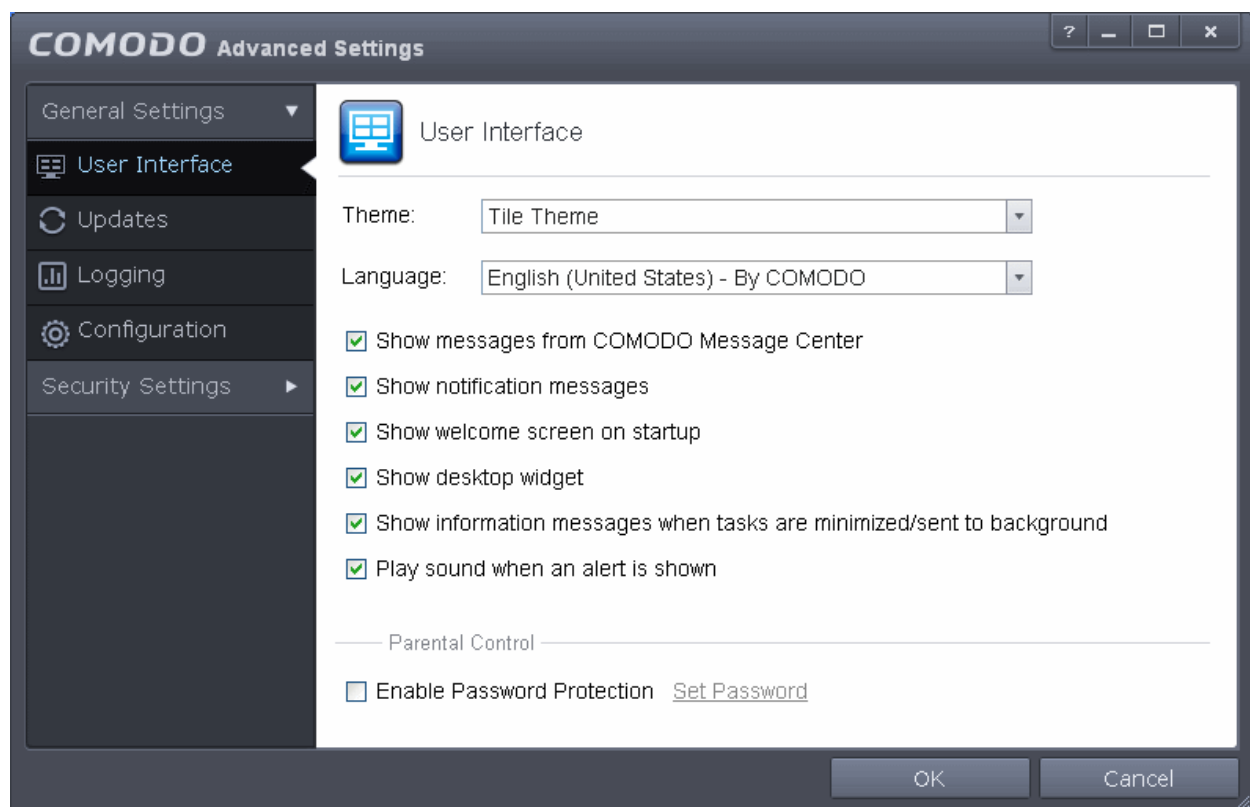 COMODO Advanced Settings
?
General Settings
User Interface
Updates
Logging
Configuration
Security Settings
User Interface
Theme: Tile Theme
Language: English (United States) - By COMODO
Show messages from COMODO Message Center
Show notification messages
Show welcome screen on startup
Show desktop widget
Show information messages when tasks are minimized/sent to background
Play sound when an alert is shown
Parental Control
Enable Password Protection Set Password
OK Cancel